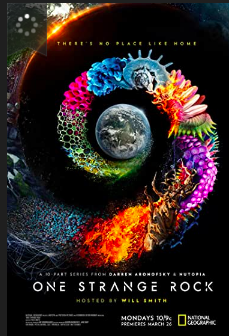 THERE'S NO PLACE LIKE HOME
A 10-PART SERIES FROM DARREN ARONOFSKY & NUTOPIA
ONE STRANGE ROCK
HOSTED BY WILL SMITH
MONDAYS 10/9c
PREMIERES MARCH 26
NATIONAL
GEOGRAPHIC